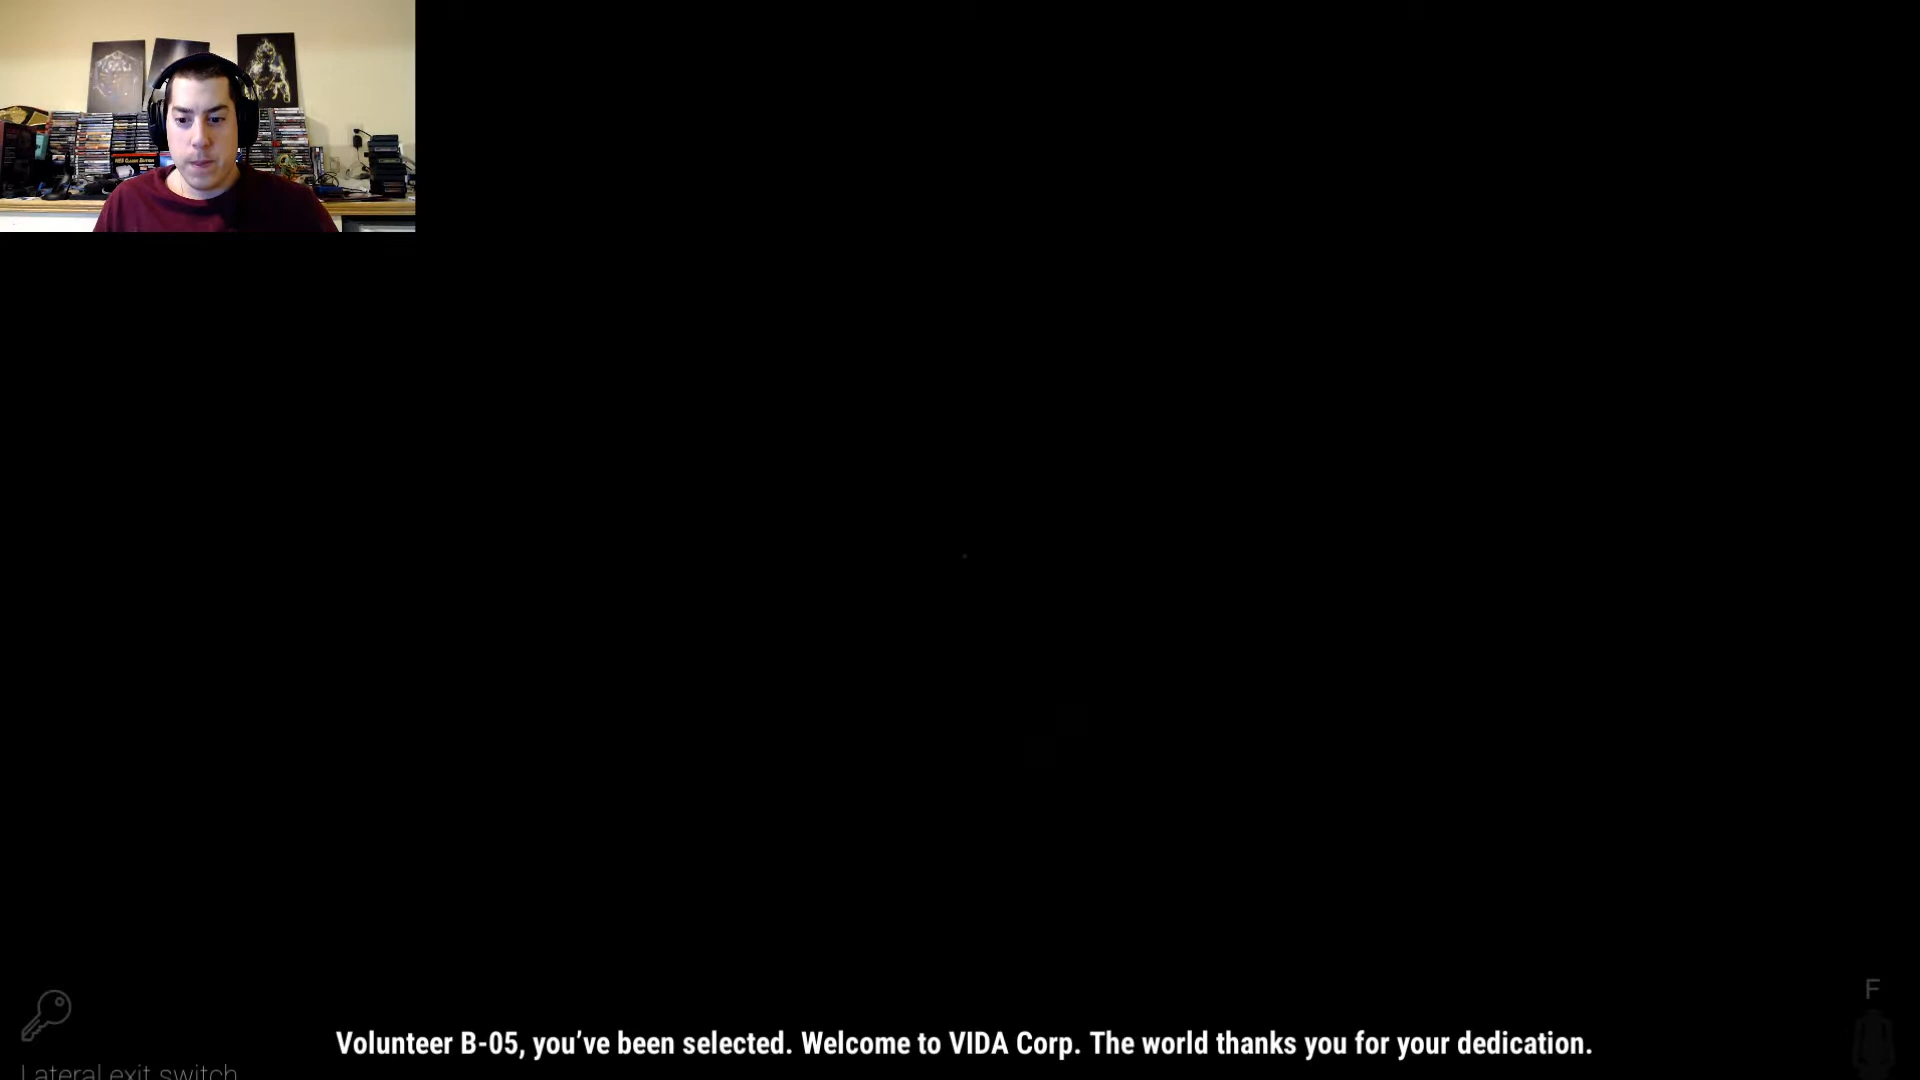 F
Volunteer B-05, you’ve been selected. Welcome to VIDA Corp. The world thanks you for your dedication.
Lateral exit switch